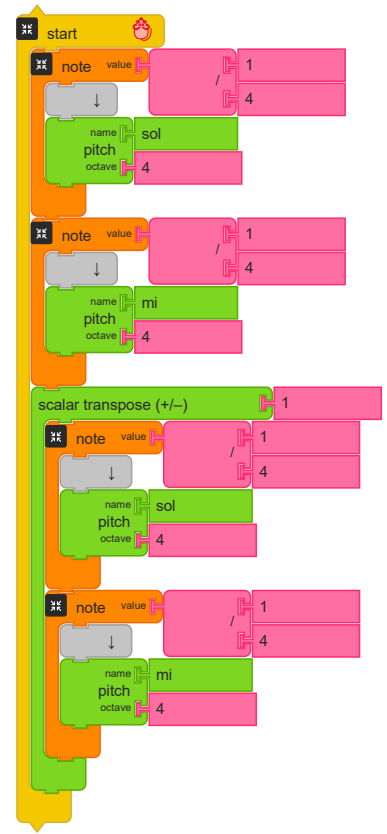 start
note value 1
/
↓ 4
name sol
pitch
octave 4
note value 1
/
↓ 4
name mi
pitch
octave 4
scalar transpose (+/–) 1
note value 1
/
↓ 4
name sol
pitch
octave 4
note value 1
/
↓ 4
name mi
pitch
octave 4